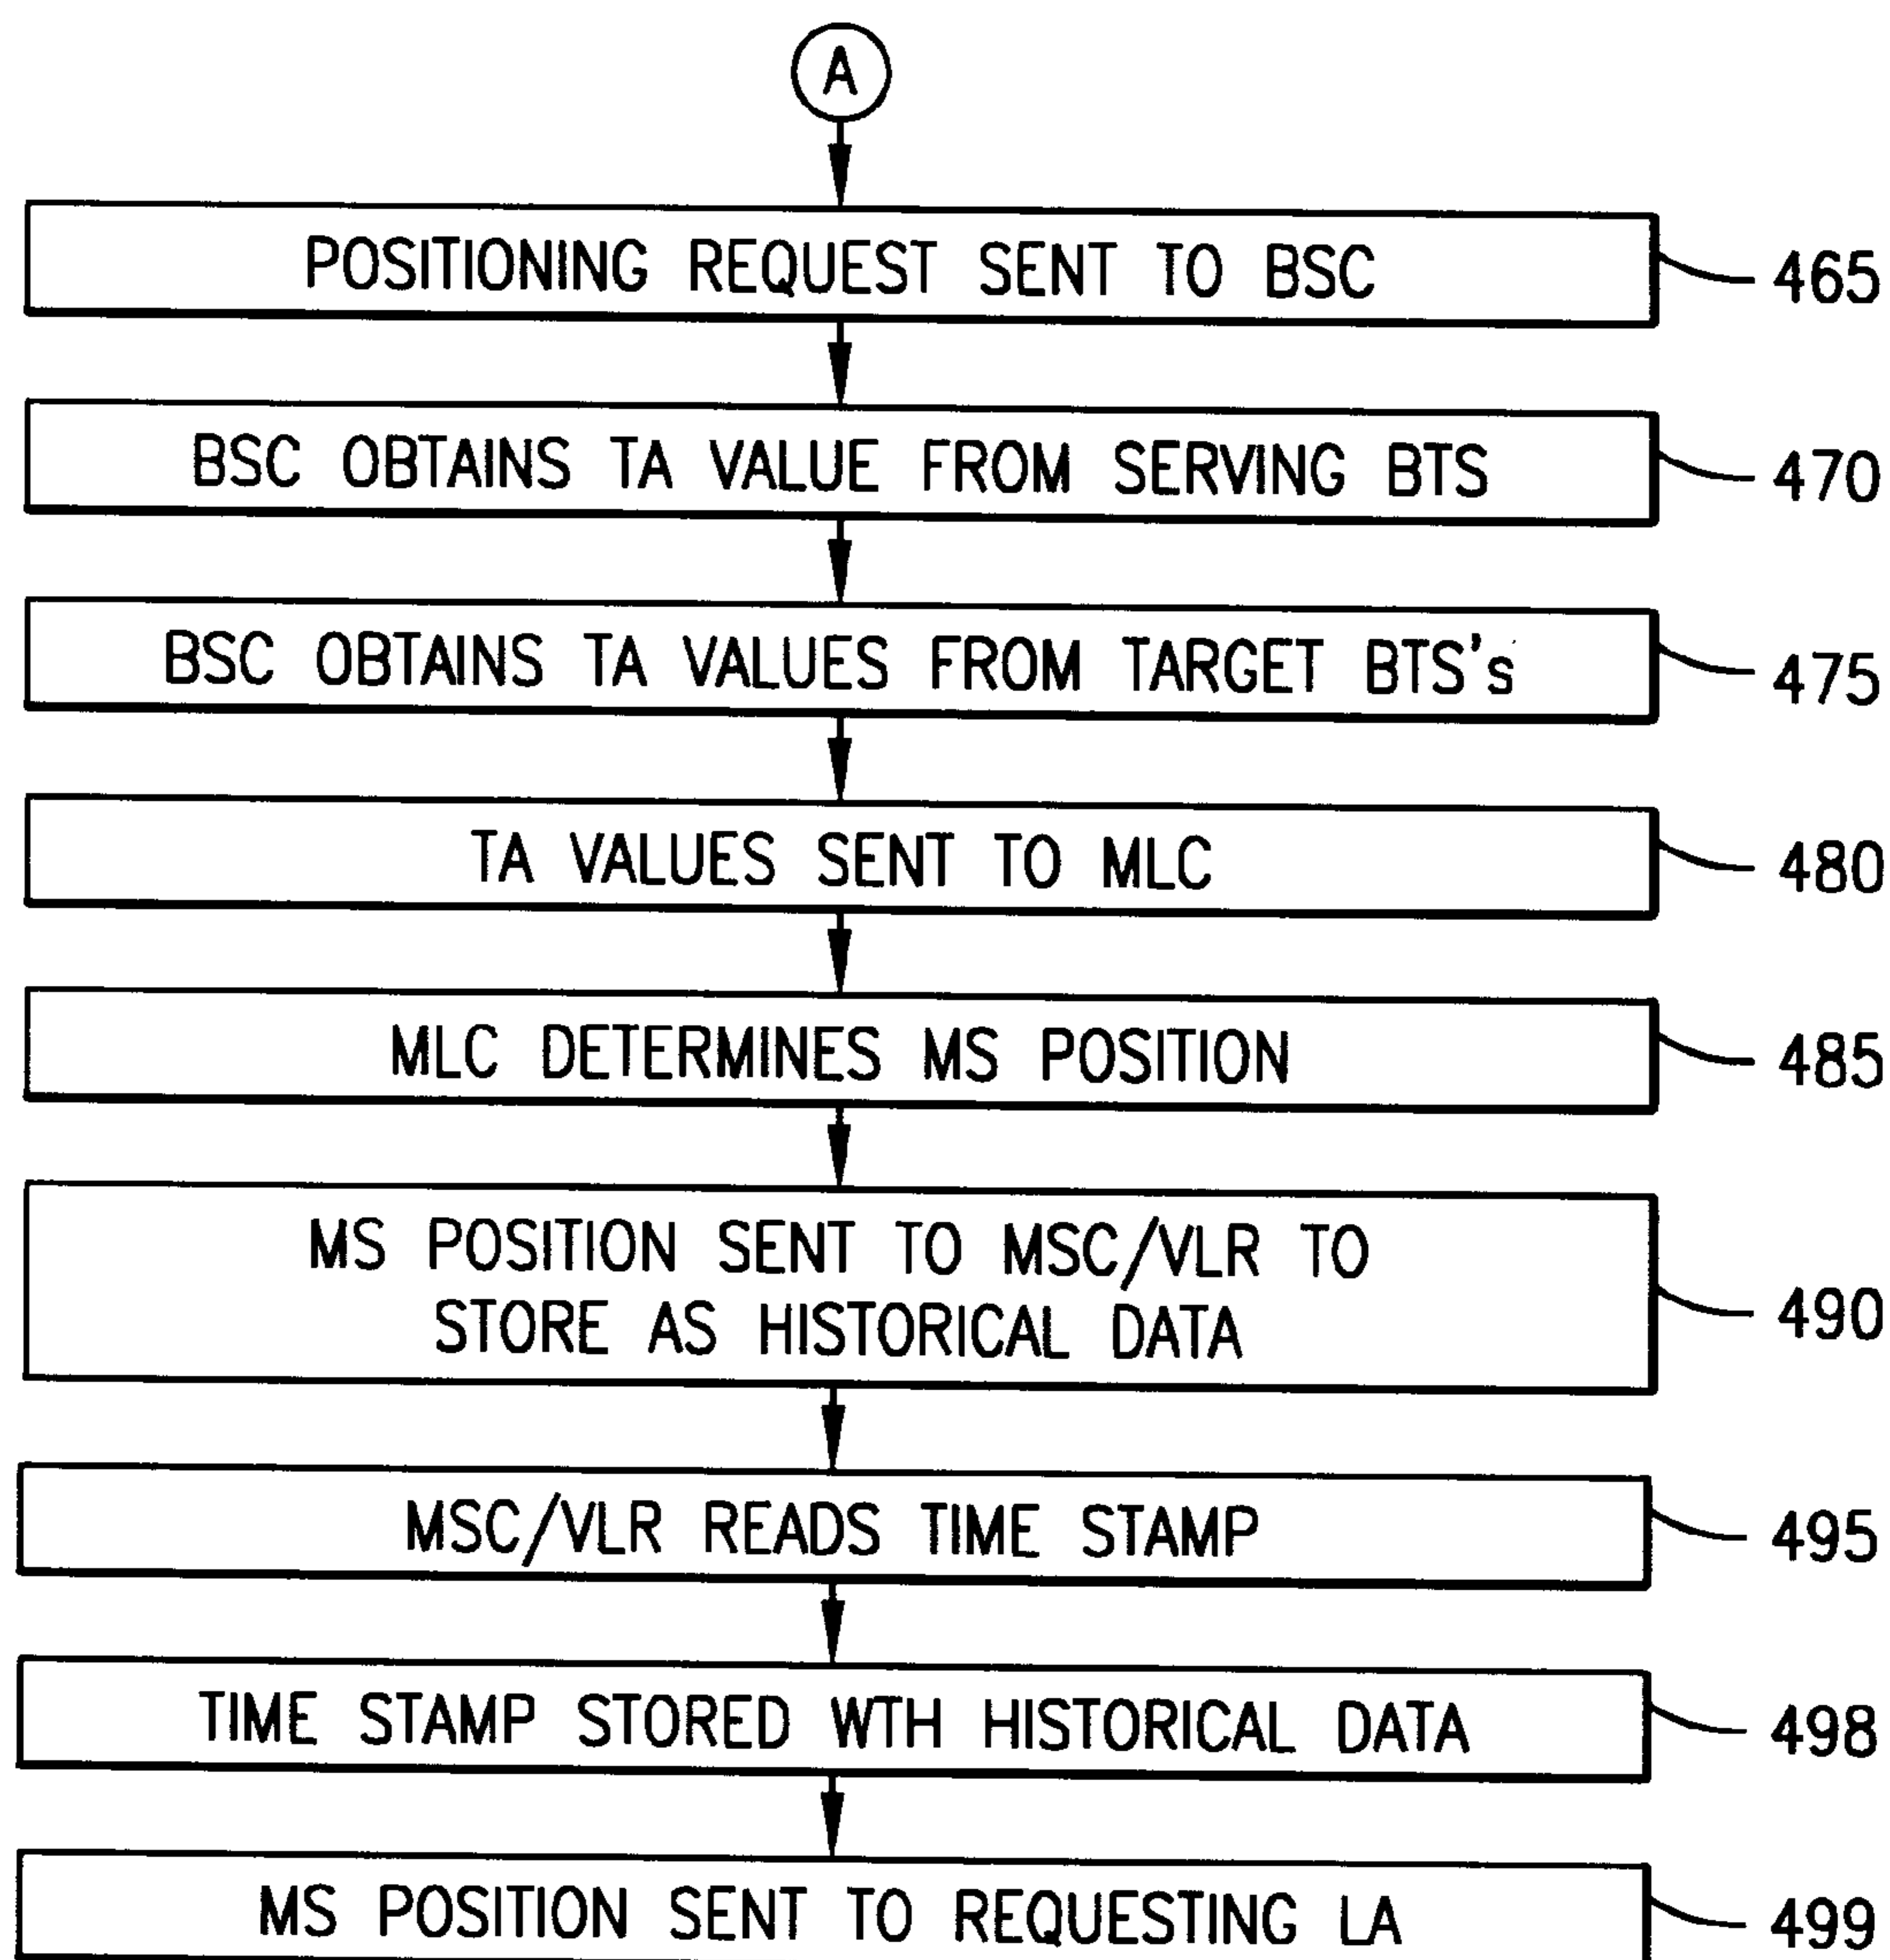 A
POSITIONING REQUEST SENT TO BSC
465
BSC OBTAINS TA VALUE FROM SERVING BTS
470
BSC OBTAINS TA VALUES FROM TARGET BTS's
475
TA VALUES SENT TO MLC
480
MLC DETERMINES MS POSITION
485
MS POSITION SENT TO MSC/VLR TO
STORE AS HISTORICAL DATA
490
MSC/VLR READS TIME STAMP
495
TIME STAMP STORED WTH HISTORICAL DATA
498
MS POSITION SENT TO REQUESTING LA
499